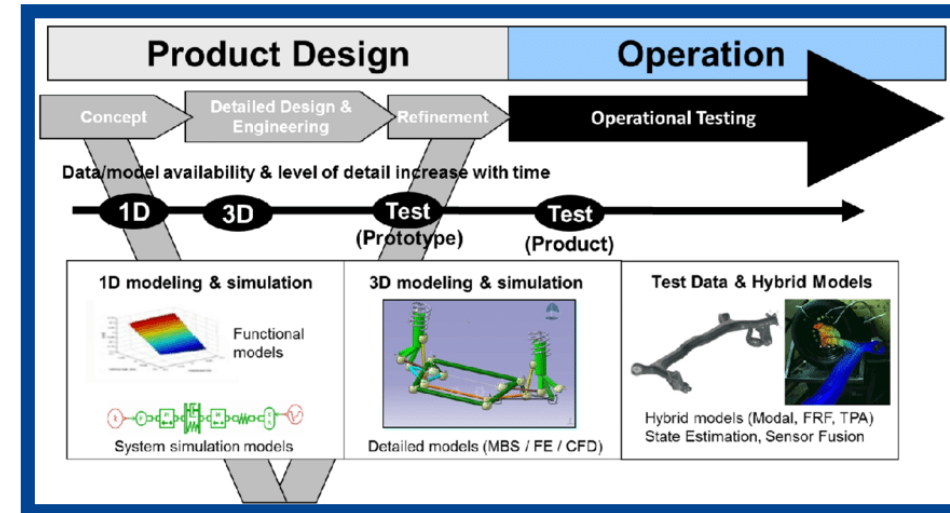 Product Design
Operation
Concept
Detailed Design &
Engineering
Refinement
Operational Testing
Data/model availability & level of detail increase with time
1D
3D
Test
(Prototype)
Test
(Product)
1D modeling & simulation
Functional
models
System simulation models
3D modeling & simulation
Detailed models (MBS / FE / CFD)
Test Data & Hybrid Models
Hybrid models (Modal, FRF, TPA)
State Estimation, Sensor Fusion